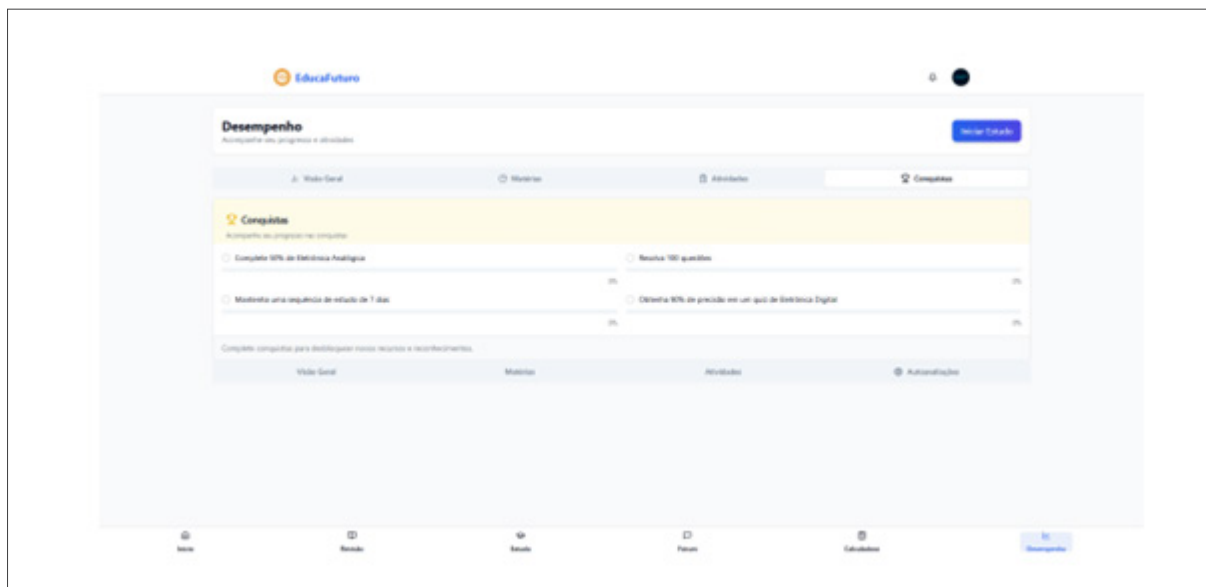 EducaFuturo
Desempenho
Acompanhe seu progresso e atividades
Iniciar Estudo
Visão Geral
Matérias
Atividades
Conquistas
Conquistas
Acompanhe seu progresso nas conquistas
Complete 50% de Eletrônica Analógica
Resolva 100 questões
0%
0%
Mantenha uma sequência de estudo de 7 dias
Obtenha 90% de precisão em um quiz de Eletrônica Digital
0%
0%
Complete conquistas para desbloquear novos recursos e reconhecimentos.
Visão Geral
Matérias
Atividades
Autoavaliações
Início
Revisão
Estudo
Fórum
Calculadora
Desempenho